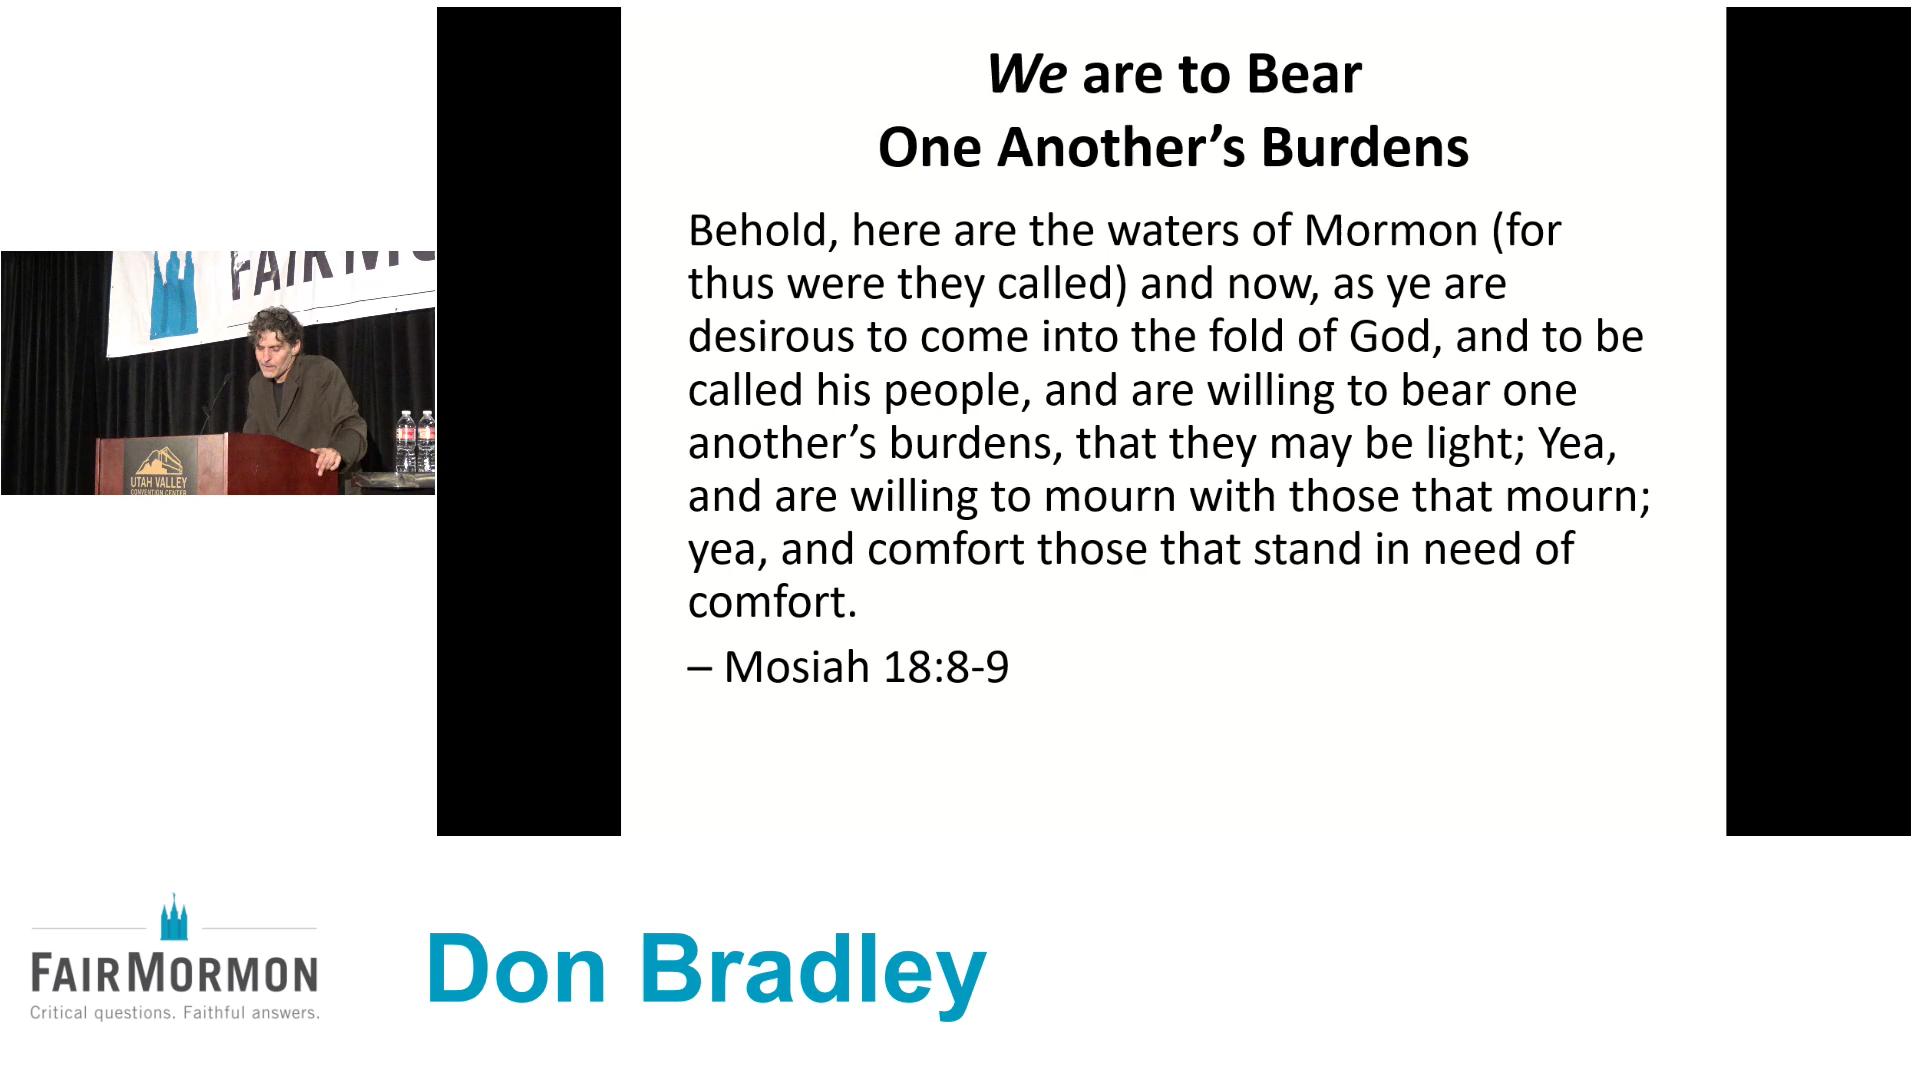 We are to Bear
One Another’s Burdens
Behold, here are the waters of Mormon (for
thus were they called) and now, as ye are
desirous to come into the fold of God, and to be
called his people, and are willing to bear one
another’s burdens, that they may be light; Yea,
and are willing to mourn with those that mourn;
yea, and comfort those that stand in need of
comfort.
– Mosiah 18:8-9
FAIR MO
UTAH VALLEY
CONVENTION CENTER
FAIRMORMON
Critical questions. Faithful answers.
Don Bradley